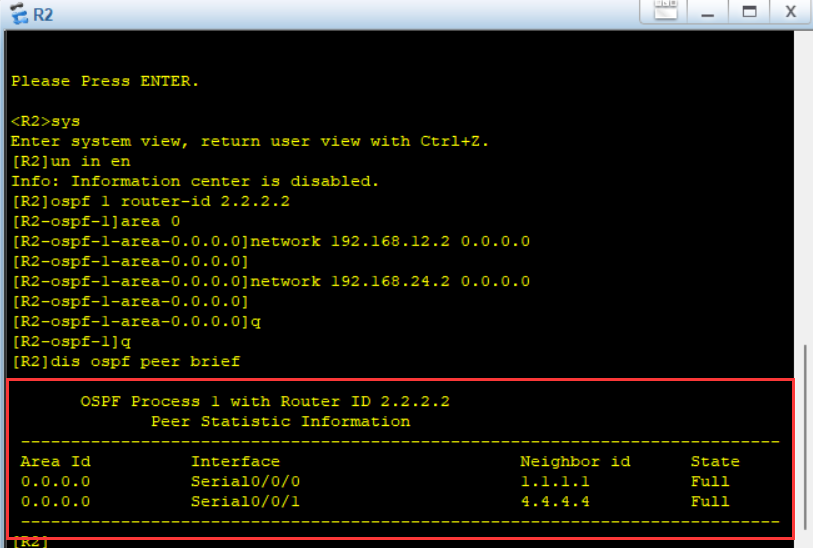 R2
X
Please Press ENTER.
<R2>sys
Enter system view, return user view with Ctrl+Z.
[R2]un in en
Info: Information center is disabled.
[R2]ospf 1 router-id 2.2.2.2
[R2-ospf-1]area 0
[R2-ospf-1-area-0.0.0.0]network 192.168.12.2 0.0.0.0
[R2-ospf-1-area-0.0.0.0]
[R2-ospf-1-area-0.0.0.0]network 192.168.24.2 0.0.0.0
[R2-ospf-1-area-0.0.0.0]
[R2-ospf-1-area-0.0.0.0]q
[R2-ospf-1]q
[R2]dis ospf peer brief
OSPF Process 1 with Router ID 2.2.2.2
Peer Statistic Information
----------------------------------------------------------------------------
Area Id Interface Neighbor id State
0.0.0.0 Serial0/0/0 1.1.1.1 Full
0.0.0.0 Serial0/0/1 4.4.4.4 Full
----------------------------------------------------------------------------
[R2]